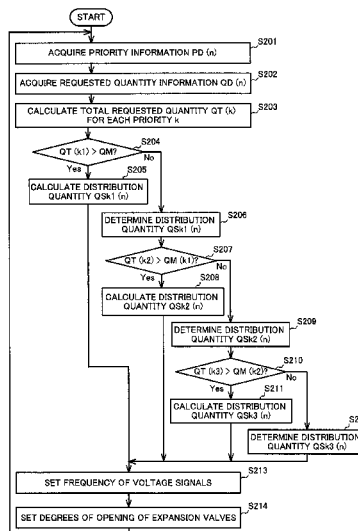 START
S201
ACQUIRE PRIORITY INFORMATION PD (n)
S202
ACQUIRE REQUESTED QUANTITY INFORMATION QD (n)
S203
CALCULATE TOTAL REQUESTED QUANTITY QT (k)
FOR EACH PRIORITY k
S204
QT (k1) > QM?
Yes
No
S205
CALCULATE DISTRIBUTION
QUANTITY QSk1 (n)
S206
DETERMINE DISTRIBUTION
QUANTITY QSk1 (n)
S207
QT (k2) > QM (k1)?
Yes
No
S208
CALCULATE DISTRIBUTION
QUANTITY QSk2 (n)
S209
DETERMINE DISTRIBUTION
QUANTITY QSk2 (n)
S210
QT (k3) > QM (k2)?
Yes
No
S211
CALCULATE DISTRIBUTION
QUANTITY QSk3 (n)
DETERMINE DISTRIBUTION
QUANTITY QSk3 (n)
S213
SET FREQUENCY OF VOLTAGE SIGNALS
S214
SET DEGREES OF OPENING OF EXPANSION VALVES